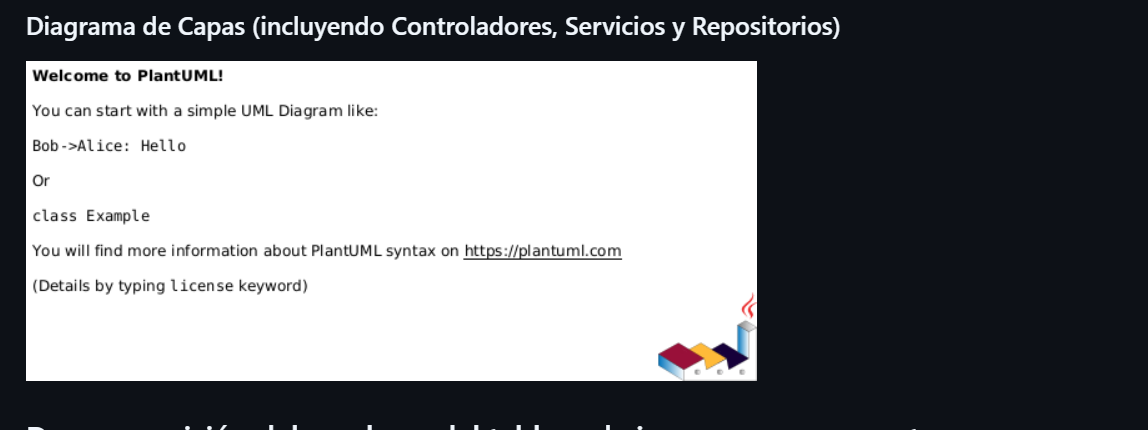 Diagrama de Capas (incluyendo Controladores, Servicios y Repositorios)
Welcome to PlantUML!
You can start with a simple UML Diagram like:
Bob->Alice: Hello
Or
class Example
You will find more information about PlantUML syntax on https://plantuml.com
(Details by typing license keyword)